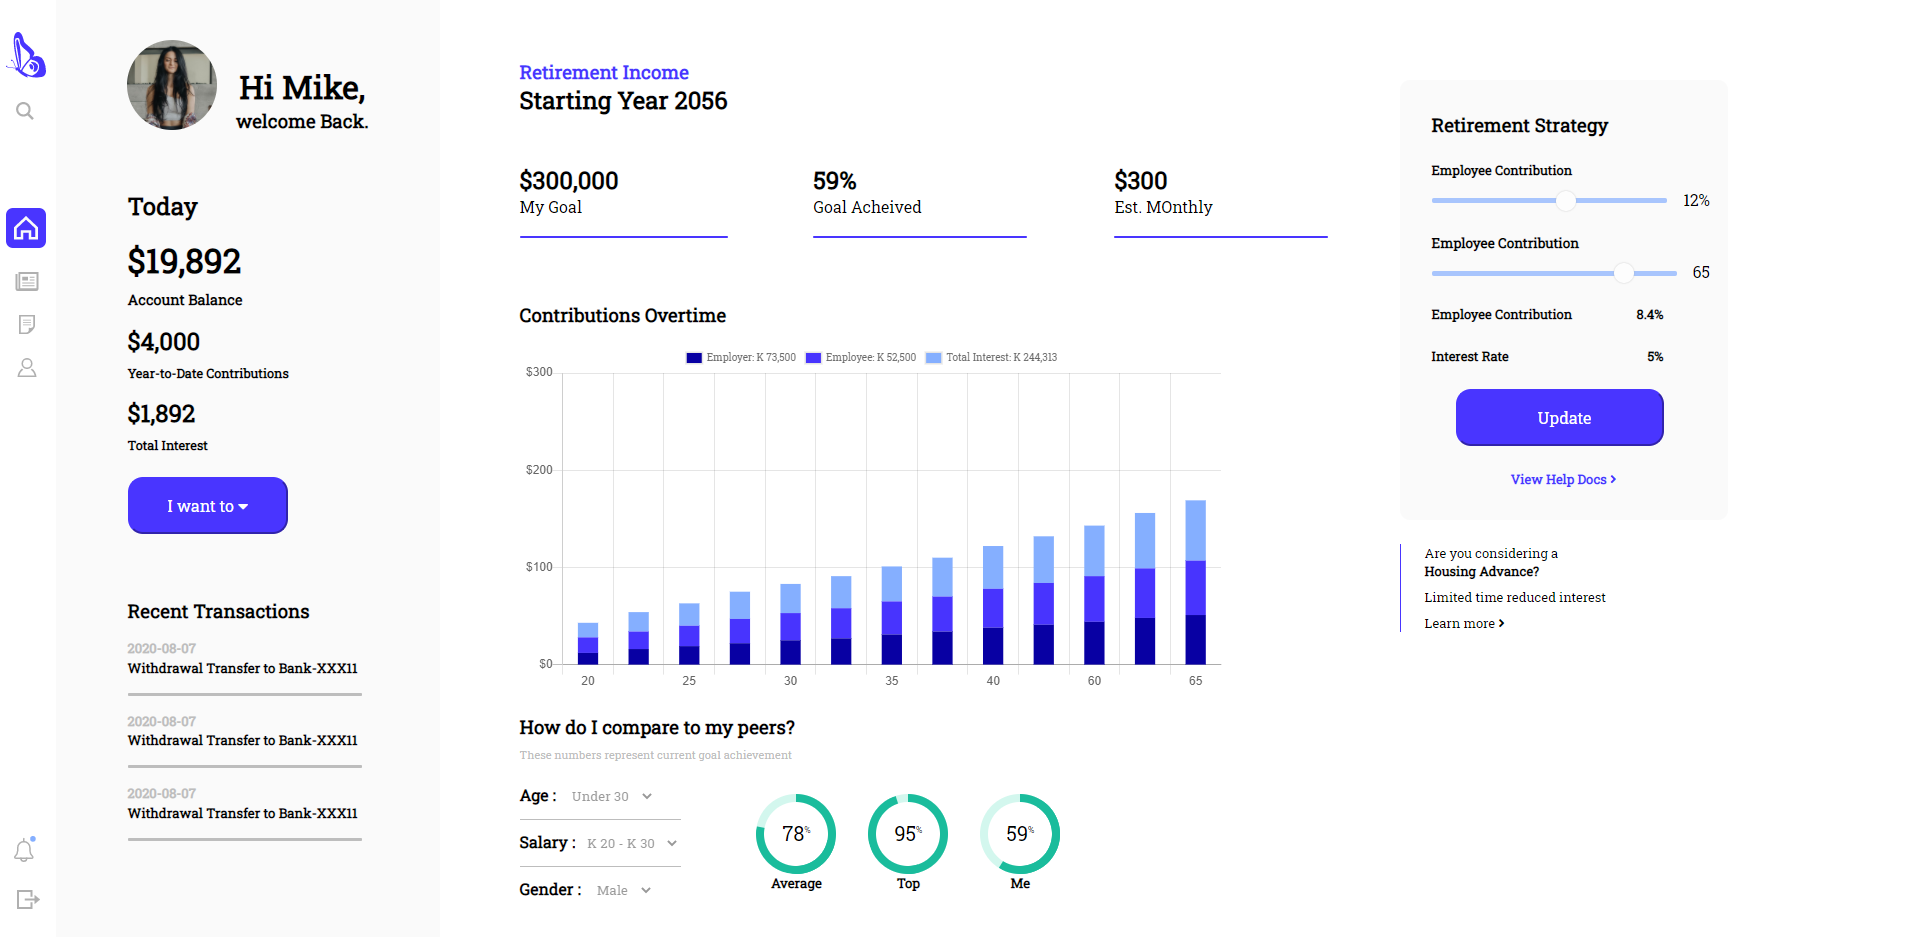 Hi Mike,
welcome Back.
Today
$19,892
Account Balance
$4,000
Year-to-Date Contributions
$1,892
Total Interest
I want to
Recent Transactions
2020-08-07
Withdrawal Transfer to Bank-XXX11
2020-08-07
Withdrawal Transfer to Bank-XXX11
2020-08-07
Withdrawal Transfer to Bank-XXX11
Retirement Income
Starting Year 2056
$300,000
My Goal
59%
Goal Acheived
$300
Est. MOnthly
Contributions Overtime
Employer: K 73,500 Employee: K 52,500 Total Interest: K 244,313
$300
$200
$100
$0
20 25 30 35 40 60 65
How do I compare to my peers?
These numbers represent current goal achievement
Age : Under 30
Salary : K 20 - K 30
Gender : Male
78%
Average
95%
Top
59%
Me
Retirement Strategy
Employee Contribution
12%
Employee Contribution
65
Employee Contribution 8.4%
Interest Rate 5%
Update
View Help Docs >
Are you considering a
Housing Advance?
Limited time reduced interest
Learn more >